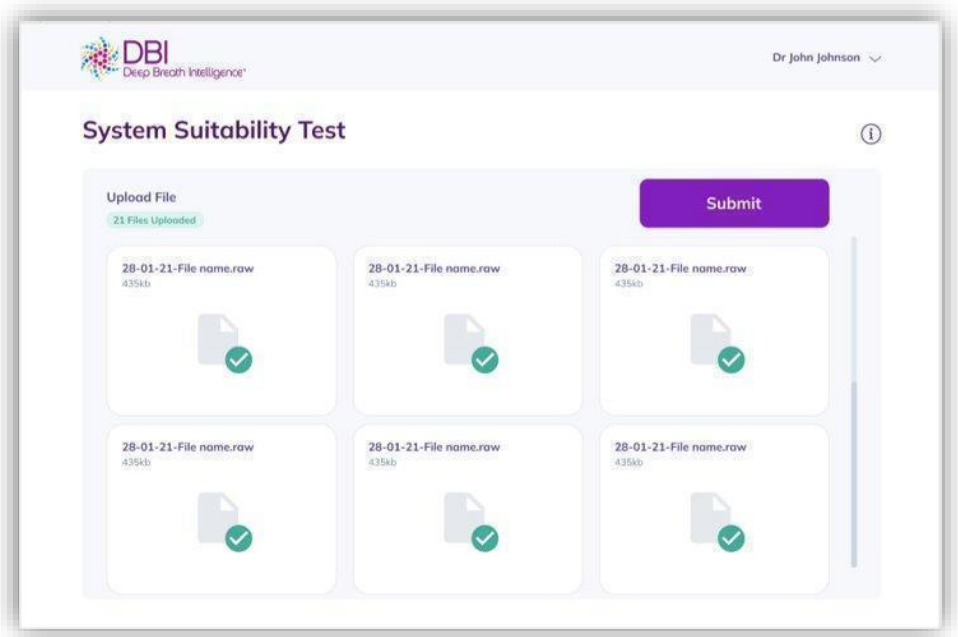 DBI
Deep Breath Intelligence
Dr John Johnson
System Suitability Test
i
Upload File
21 Files Uploaded
Submit
28-01-21-File name.raw
435kb
28-01-21-File name.raw
435kb
28-01-21-File name.raw
435kb
28-01-21-File name.raw
435kb
28-01-21-File name.raw
435kb
28-01-21-File name.raw
435kb